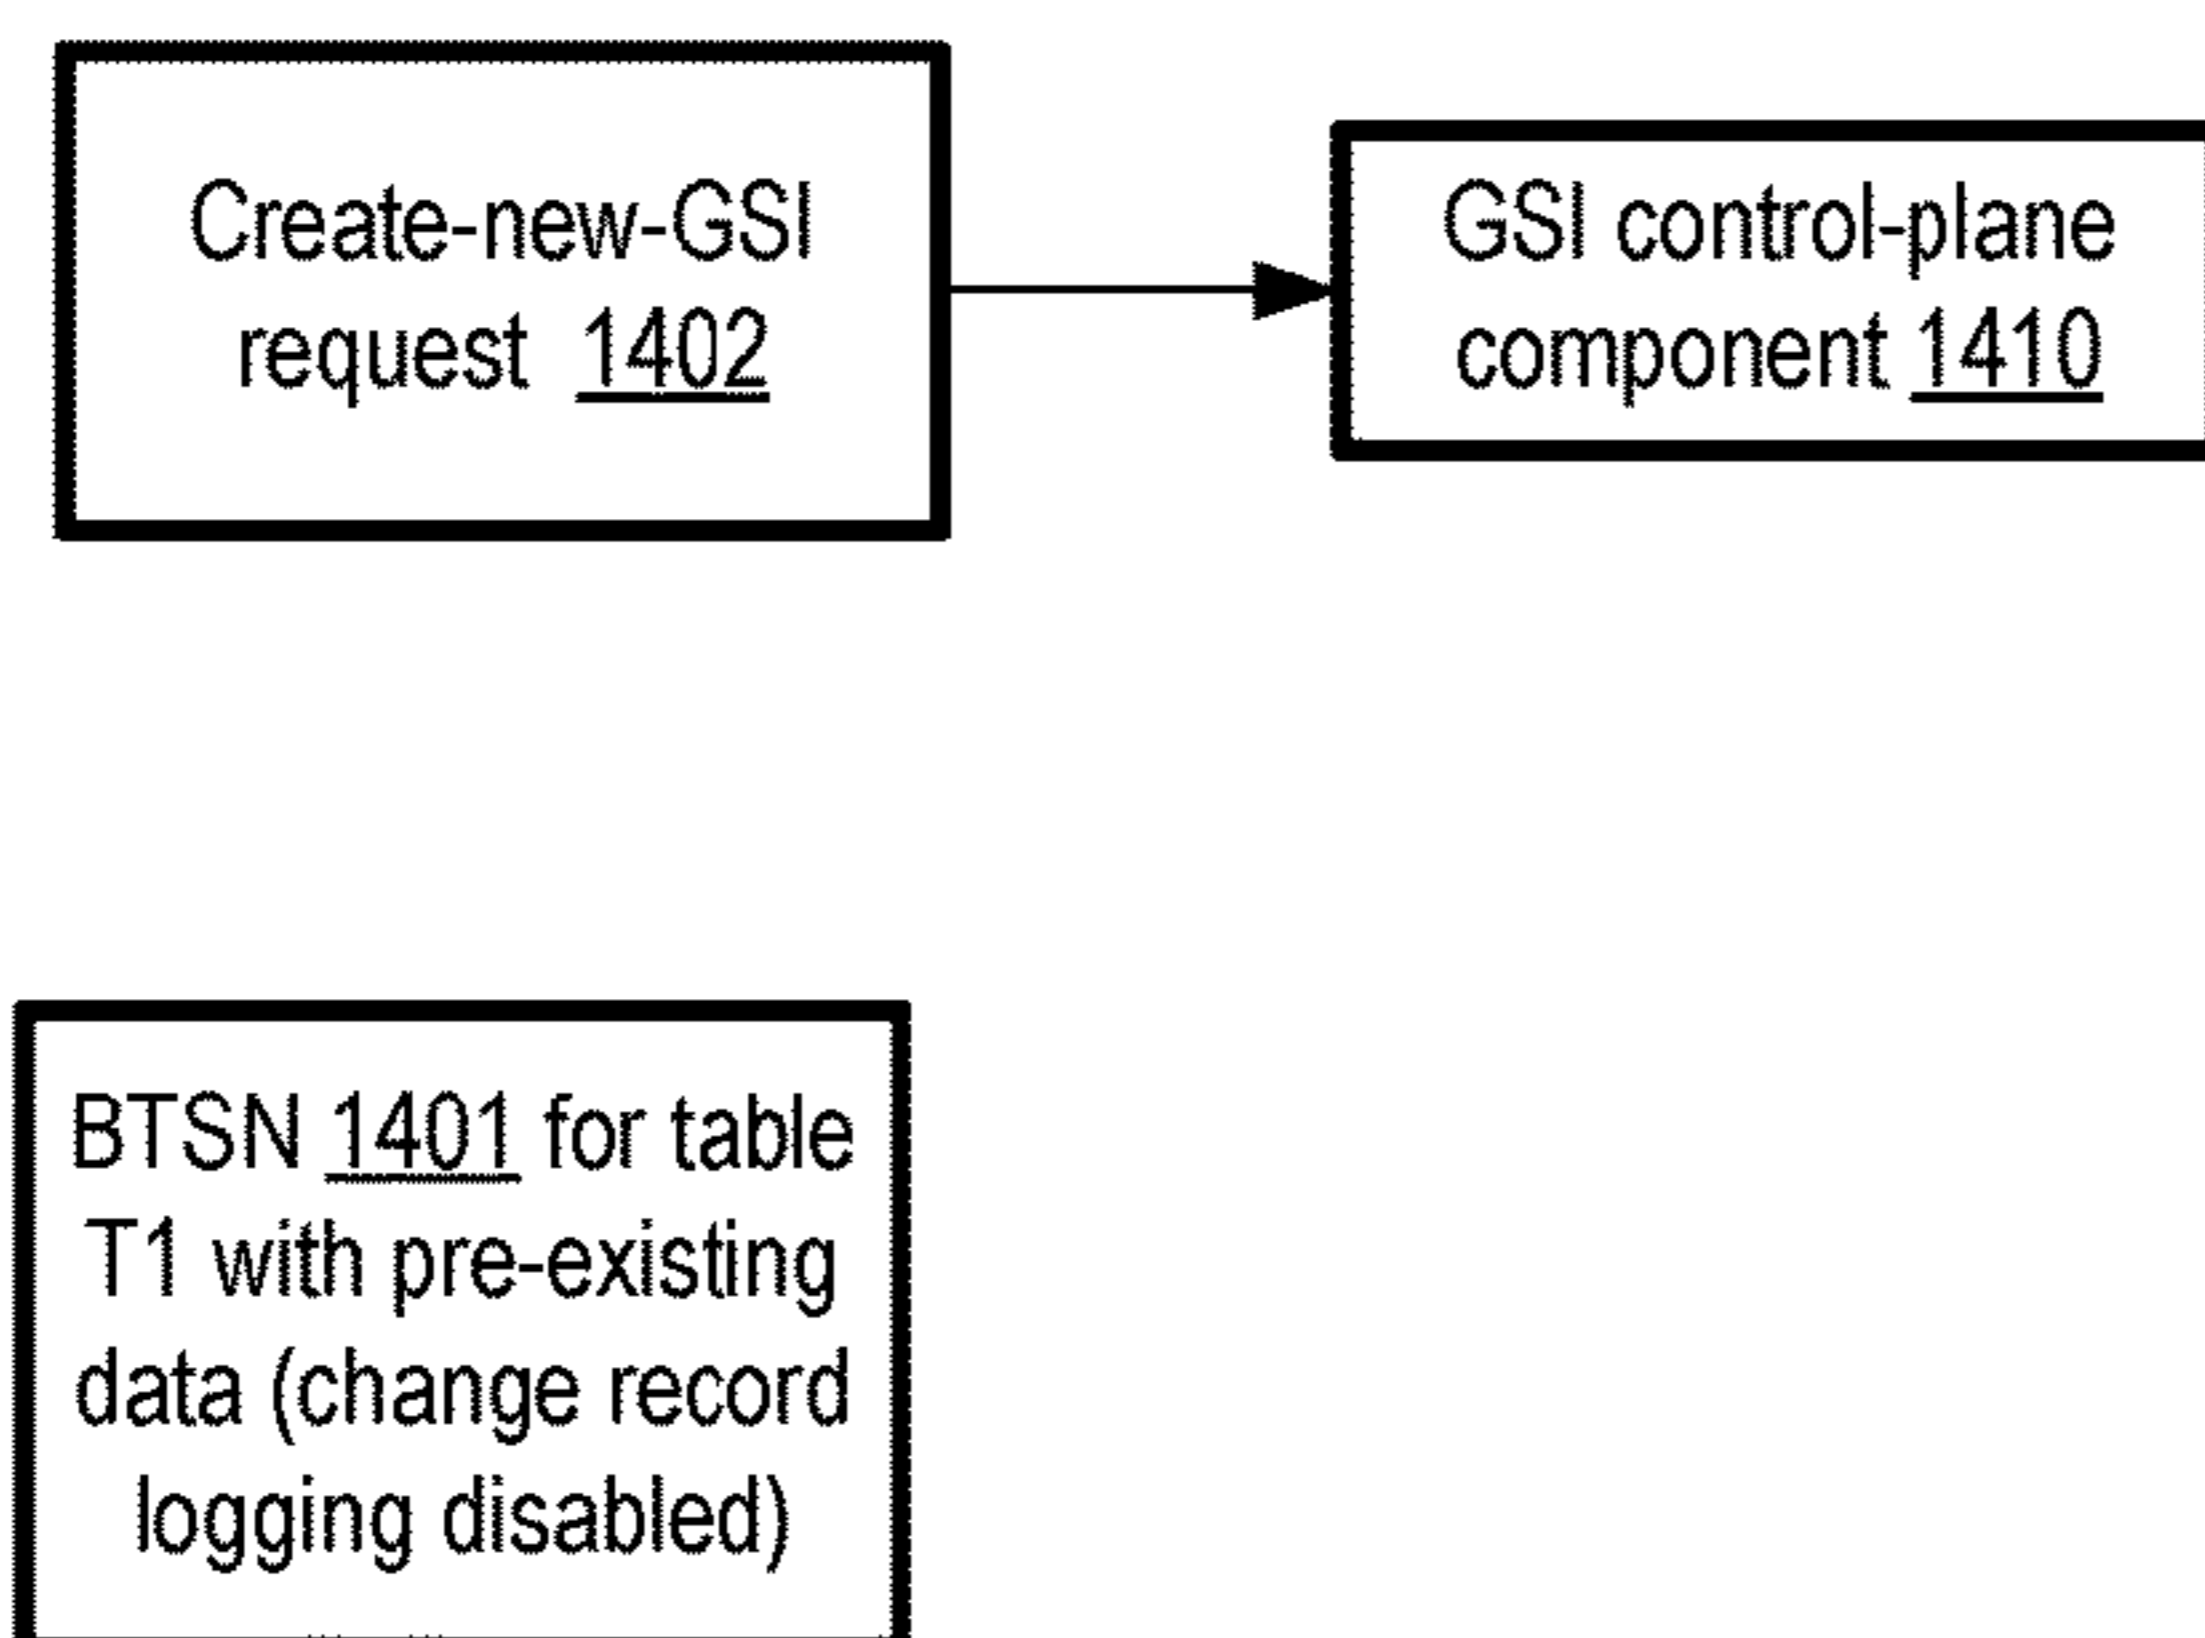 Create-new-GSI
request 1402
GSI control-plane
component 1410
BTSN 1401 for table
T1 with pre-existing
data (change record
logging disabled)